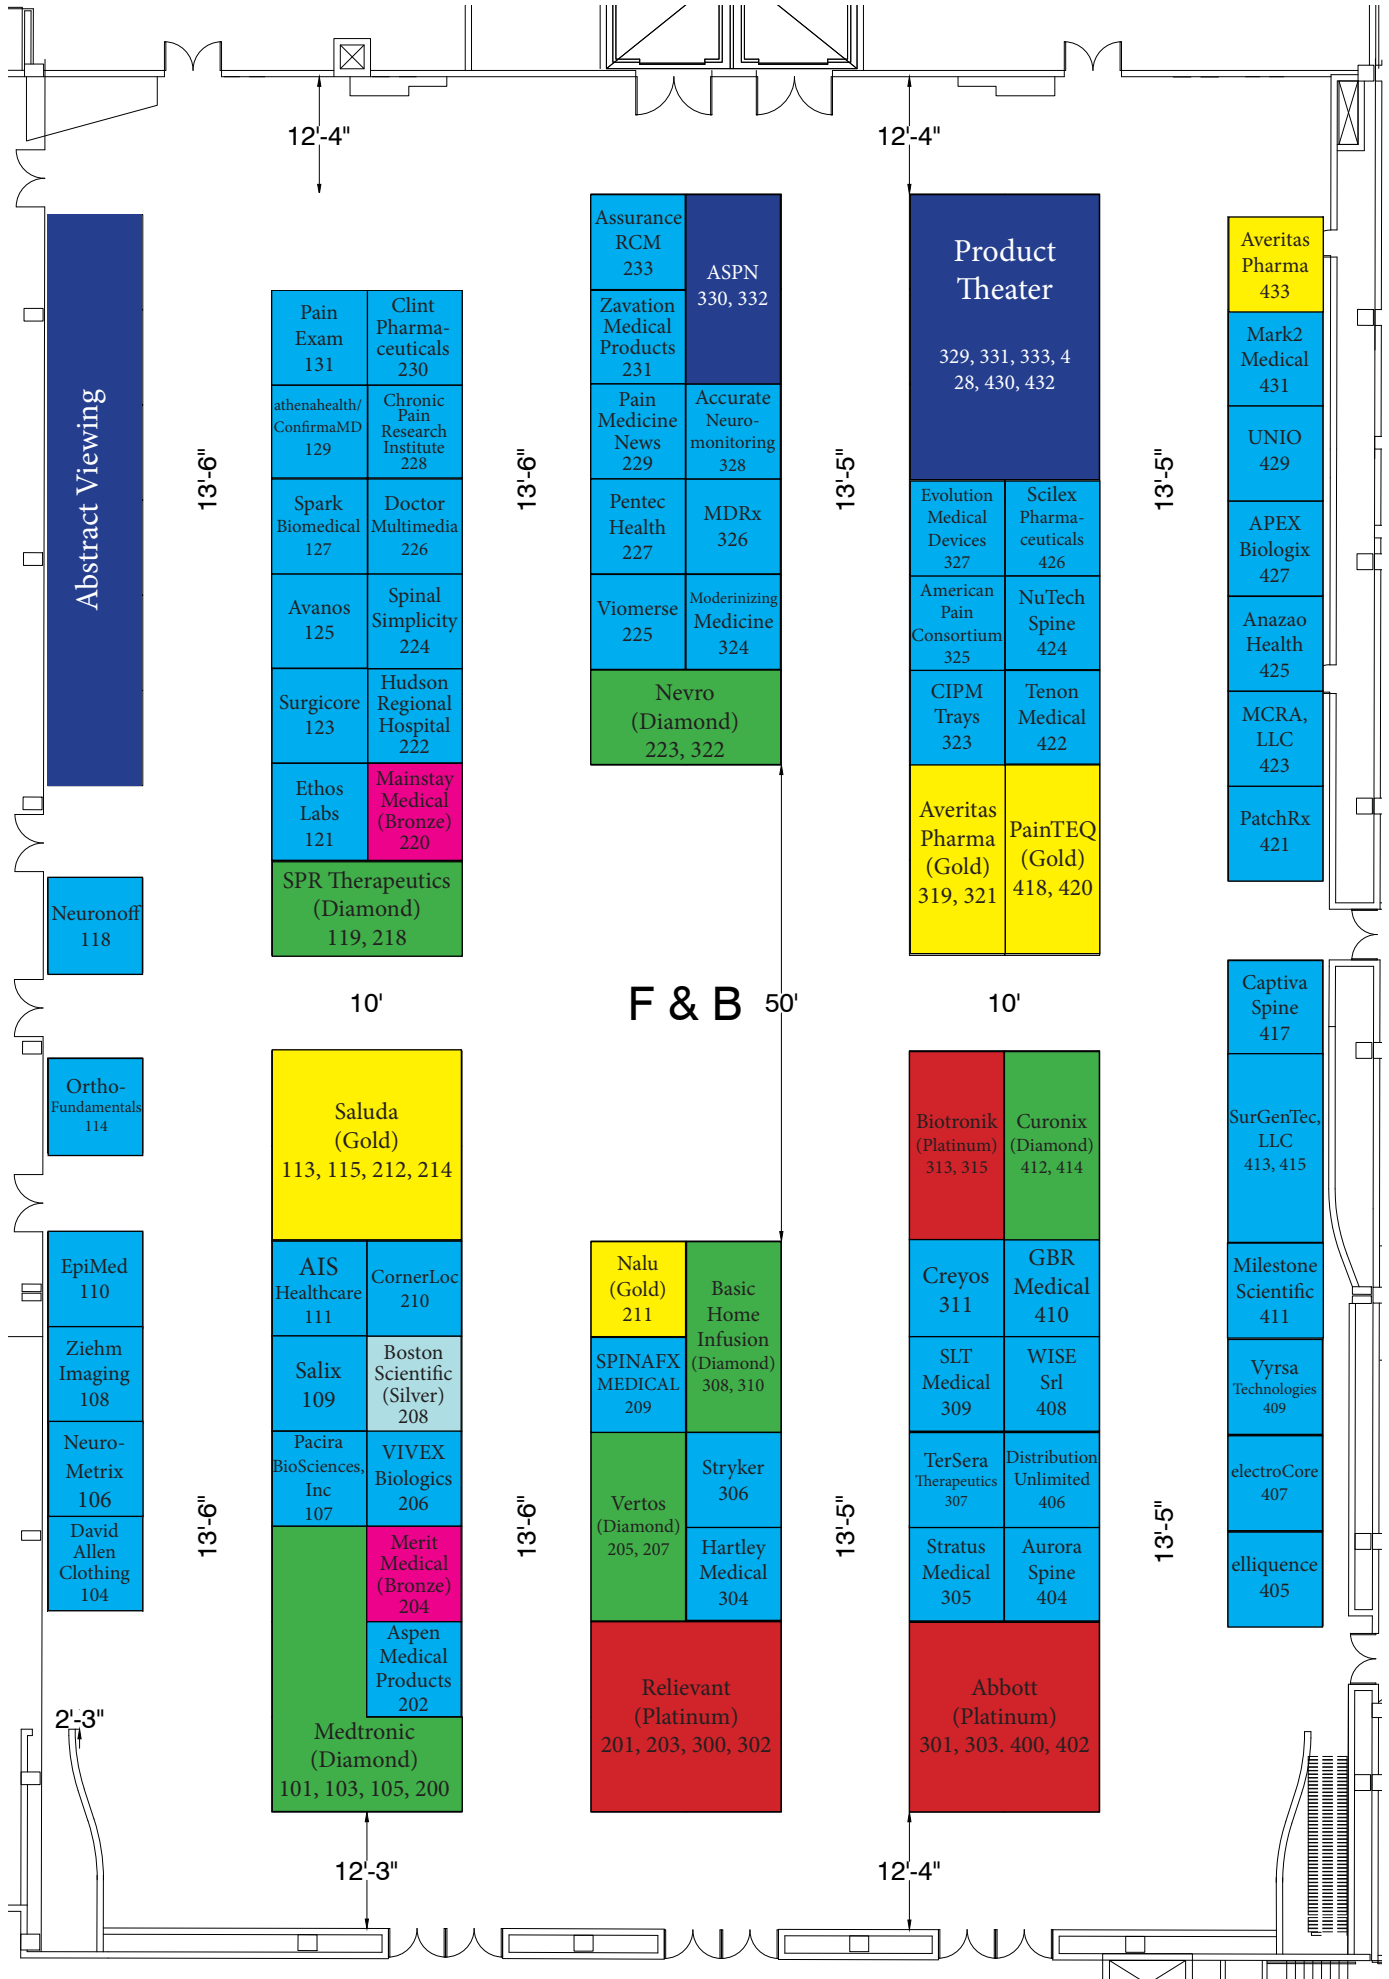 12'-4"
12'-4"
Abstract Viewing
13'-6"
Pain
Exam
131
Clint
Pharma-
ceuticals
230
athenahealth/
ConfirmaMD
129
Chronic
Pain
Research
Institute
228
Spark
Biomedical
127
Doctor
Multimedia
226
Avanos
125
Spinal
Simplicity
224
Surgicore
123
Hudson
Regional
Hospital
222
Ethos
Labs
121
Mainstay
Medical
(Bronze)
220
SPR Therapeutics
(Diamond)
119, 218
13'-6"
Assurance
RCM
233
ASPN
330, 332
Zavation
Medical
Products
231
Pain
Medicine
News
229
Accurate
Neuro-
monitoring
328
Pentec
Health
227
MDRx
326
Viomerse
225
Moderinizing
Medicine
324
Nevro
(Diamond)
223, 322
13'-5"
Product
Theater
329, 331, 333, 4
28, 430, 432
Evolution
Medical
Devices
327
Scilex
Pharma-
ceuticals
426
American
Pain
Consortium
325
NuTech
Spine
424
CIPM
Trays
323
Tenon
Medical
422
Averitas
Pharma
(Gold)
319, 321
PainTEQ
(Gold)
418, 420
13'-5"
Averitas
Pharma
433
Mark2
Medical
431
UNIO
429
APEX
Biologix
427
Anazao
Health
425
MCRA,
LLC
423
PatchRx
421
Neuronoff
118
10'
F & B
50'
10'
Captiva
Spine
417
Ortho-
Fundamentals
114
Saluda
(Gold)
113, 115, 212, 214
Biotronik
(Platinum)
313, 315
Curonix
(Diamond)
412, 414
SurGenTec,
LLC
413, 415
EpiMed
110
Ziehm
Imaging
108
Neuro-
Metrix
106
David
Allen
Clothing
104
13'-6"
AIS
Healthcare
111
CornerLoc
210
Salix
109
Boston
Scientific
(Silver)
208
Pacira
BioSciences,
Inc
107
VIVEX
Biologics
206
Merit
Medical
(Bronze)
204
Aspen
Medical
Products
202
Medtronic
(Diamond)
101, 103, 105, 200
13'-6"
Nalu
(Gold)
211
Basic
Home
Infusion
(Diamond)
308, 310
SPINAFX
MEDICAL
209
Vertos
(Diamond)
205, 207
Stryker
306
Hartley
Medical
304
Relievant
(Platinum)
201, 203, 300, 302
13'-5"
Creyos
311
GBR
Medical
410
SLT
Medical
309
WISE
Srl
408
TerSera
Therapeutics
307
Distribution
Unlimited
406
Stratus
Medical
305
Aurora
Spine
404
Abbott
(Platinum)
301, 303. 400, 402
13'-5"
Milestone
Scientific
411
Vyrsa
Technologies
409
electroCore
407
elliquence
405
2'-3"
12'-3"
12'-4"